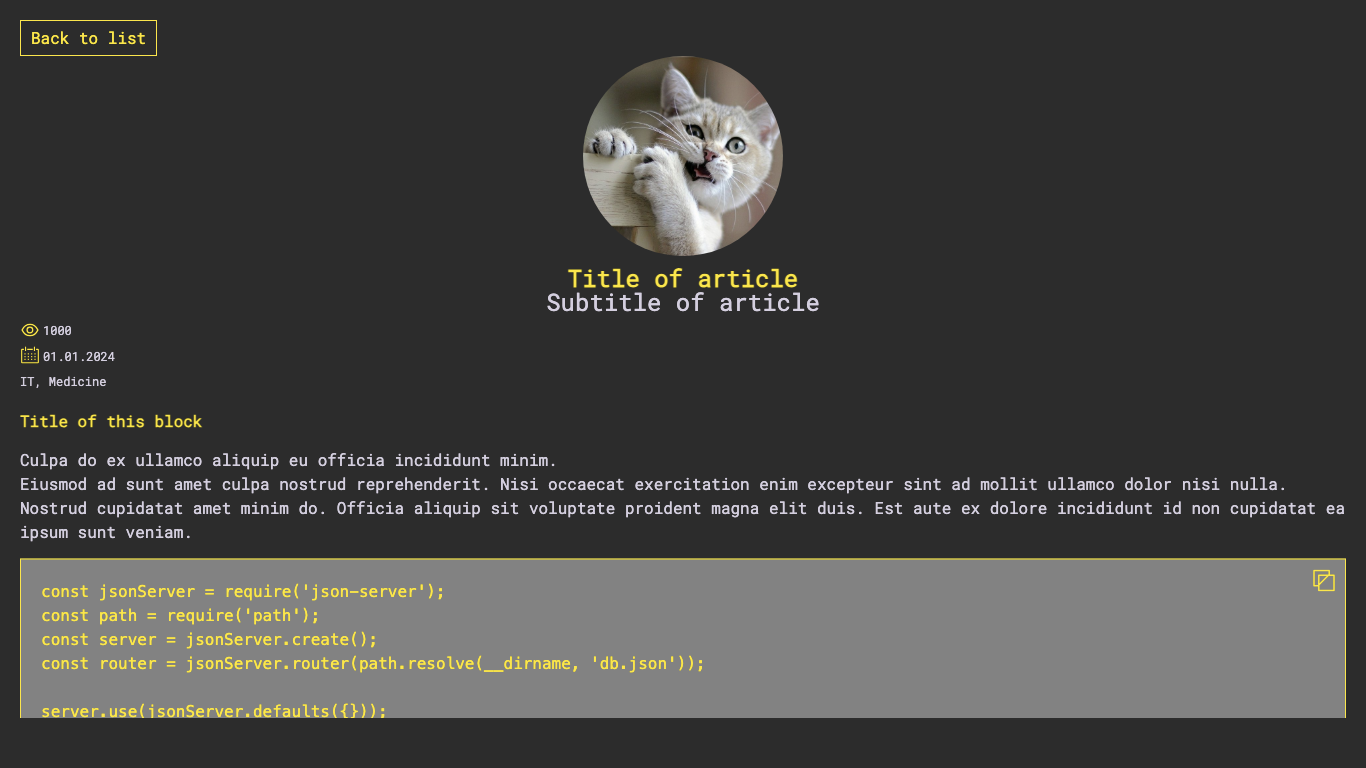 Back to list
Title of article
Subtitle of article
1000
01.01.2024
IT, Medicine
Title of this block
Culpa do ex ullamco aliquip eu officia incididunt minim.
Eiusmod ad sunt amet culpa nostrud reprehenderit. Nisi occaecat exercitation enim excepteur sint ad mollit ullamco dolor nisi nulla.
Nostrud cupidatat amet minim do. Officia aliquip sit voluptate proident magna elit duis. Est aute ex dolore incididunt id non cupidatat ea
ipsum sunt veniam.
const jsonServer = require('json-server');
const path = require('path');
const server = jsonServer.create();
const router = jsonServer.router(path.resolve(__dirname, 'db.json'));
server.use(jsonServer.defaults({}));